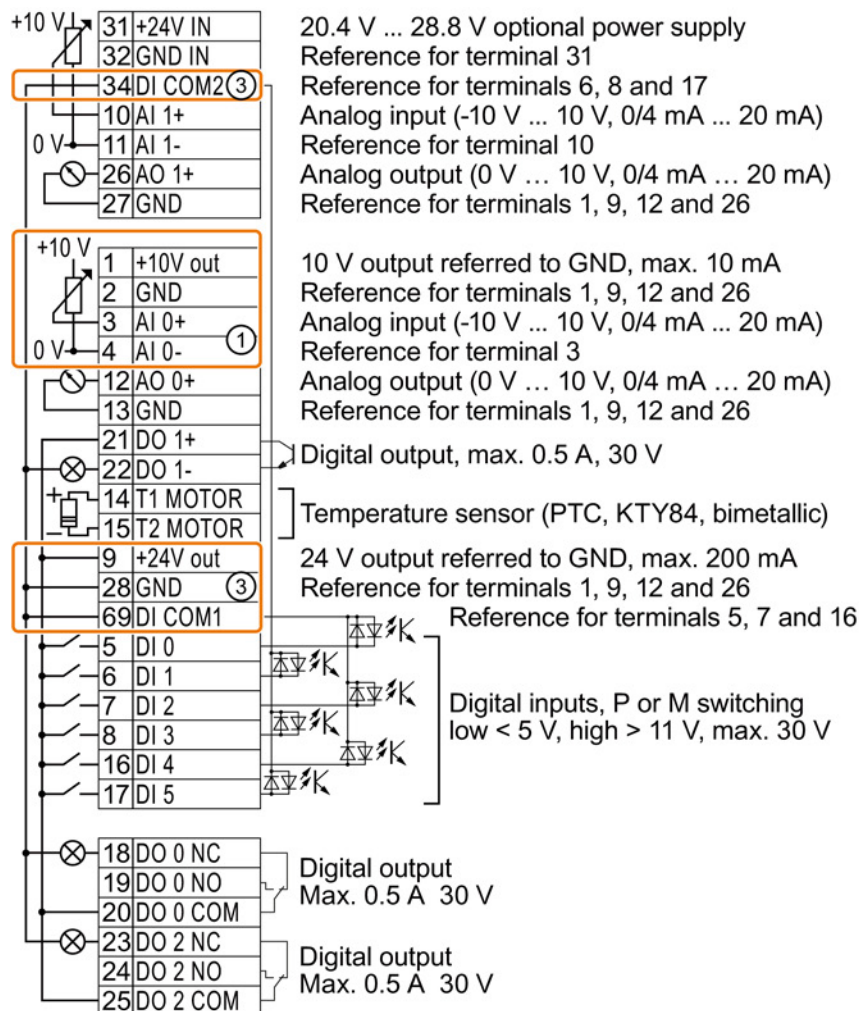 +10 V 31 +24V IN 20.4 V ... 28.8 V optional power supply
32 GND IN Reference for terminal 31
34 DI COM2 ③ Reference for terminals 6, 8 and 17
10 AI 1+ Analog input (-10 V ... 10 V, 0/4 mA ... 20 mA)
0 V 11 AI 1- Reference for terminal 10
26 AO 1+ Analog output (0 V … 10 V, 0/4 mA … 20 mA)
27 GND Reference for terminals 1, 9, 12 and 26
+10 V
1 +10V out 10 V output referred to GND, max. 10 mA
2 GND Reference for terminals 1, 9, 12 and 26
3 AI 0+ Analog input (-10 V ... 10 V, 0/4 mA ... 20 mA)
0 V 4 AI 0- ① Reference for terminal 3
12 AO 0+ Analog output (0 V … 10 V, 0/4 mA … 20 mA)
13 GND Reference for terminals 1, 9, 12 and 26
21 DO 1+
Digital output, max. 0.5 A, 30 V
22 DO 1-
+ 14 T1 MOTOR
Temperature sensor (PTC, KTY84, bimetallic)
− 15 T2 MOTOR
9 +24V out 24 V output referred to GND, max. 200 mA
28 GND ③ Reference for terminals 1, 9, 12 and 26
69 DI COM1 Reference for terminals 5, 7 and 16
5 DI 0
6 DI 1
7 DI 2 Digital inputs, P or M switching
8 DI 3 low < 5 V, high > 11 V, max. 30 V
16 DI 4
17 DI 5
18 DO 0 NC Digital output
19 DO 0 NO Max. 0.5 A 30 V
20 DO 0 COM
23 DO 2 NC Digital output
24 DO 2 NO Max. 0.5 A 30 V
25 DO 2 COM